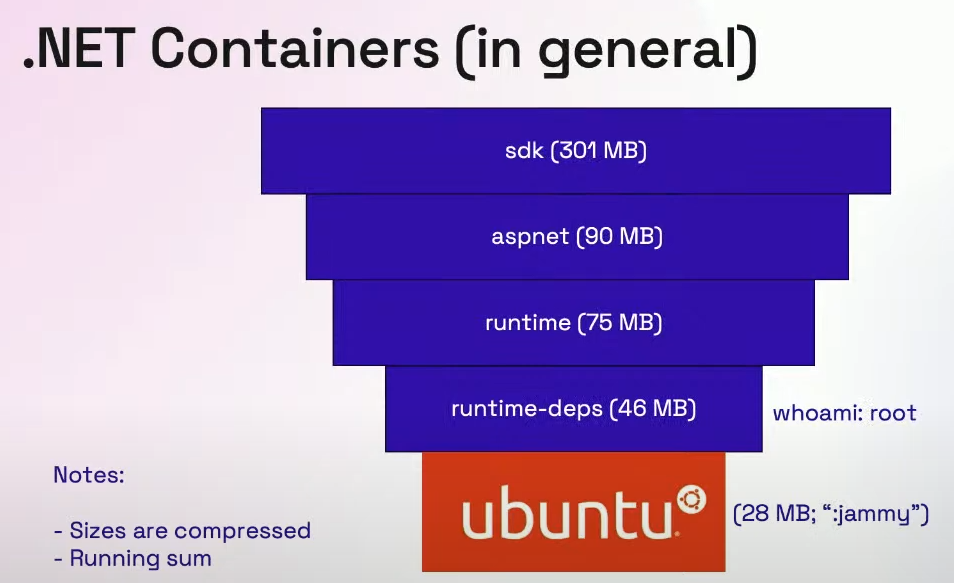 .NET Containers (in general)
sdk (301 MB)
aspnet (90 MB)
runtime (75 MB)
runtime-deps (46 MB)
whoami: root
ubuntu
(28 MB; “:jammy”)
Notes:
- Sizes are compressed
- Running sum